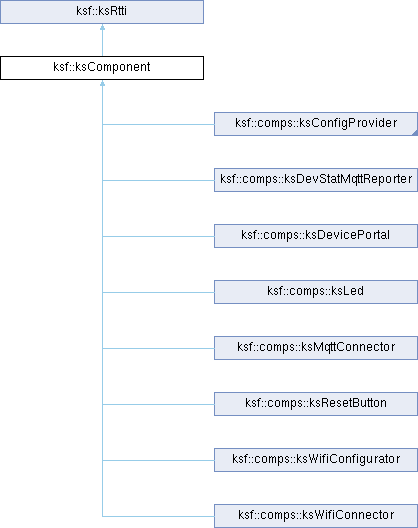 ksf::ksRtti
ksf::ksComponent
ksf::comps::ksConfigProvider
ksf::comps::ksDevStatMqttReporter
ksf::comps::ksDevicePortal
ksf::comps::ksLed
ksf::comps::ksMqttConnector
ksf::comps::ksResetButton
ksf::comps::ksWifiConfigurator
ksf::comps::ksWifiConnector